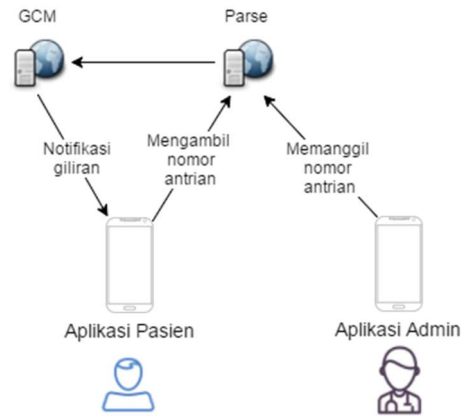 GCM
Parse
Notifikasi
giliran
Mengambil
nomor
antrian
Memanggil
nomor
antrian
Aplikasi Pasien
Aplikasi Admin